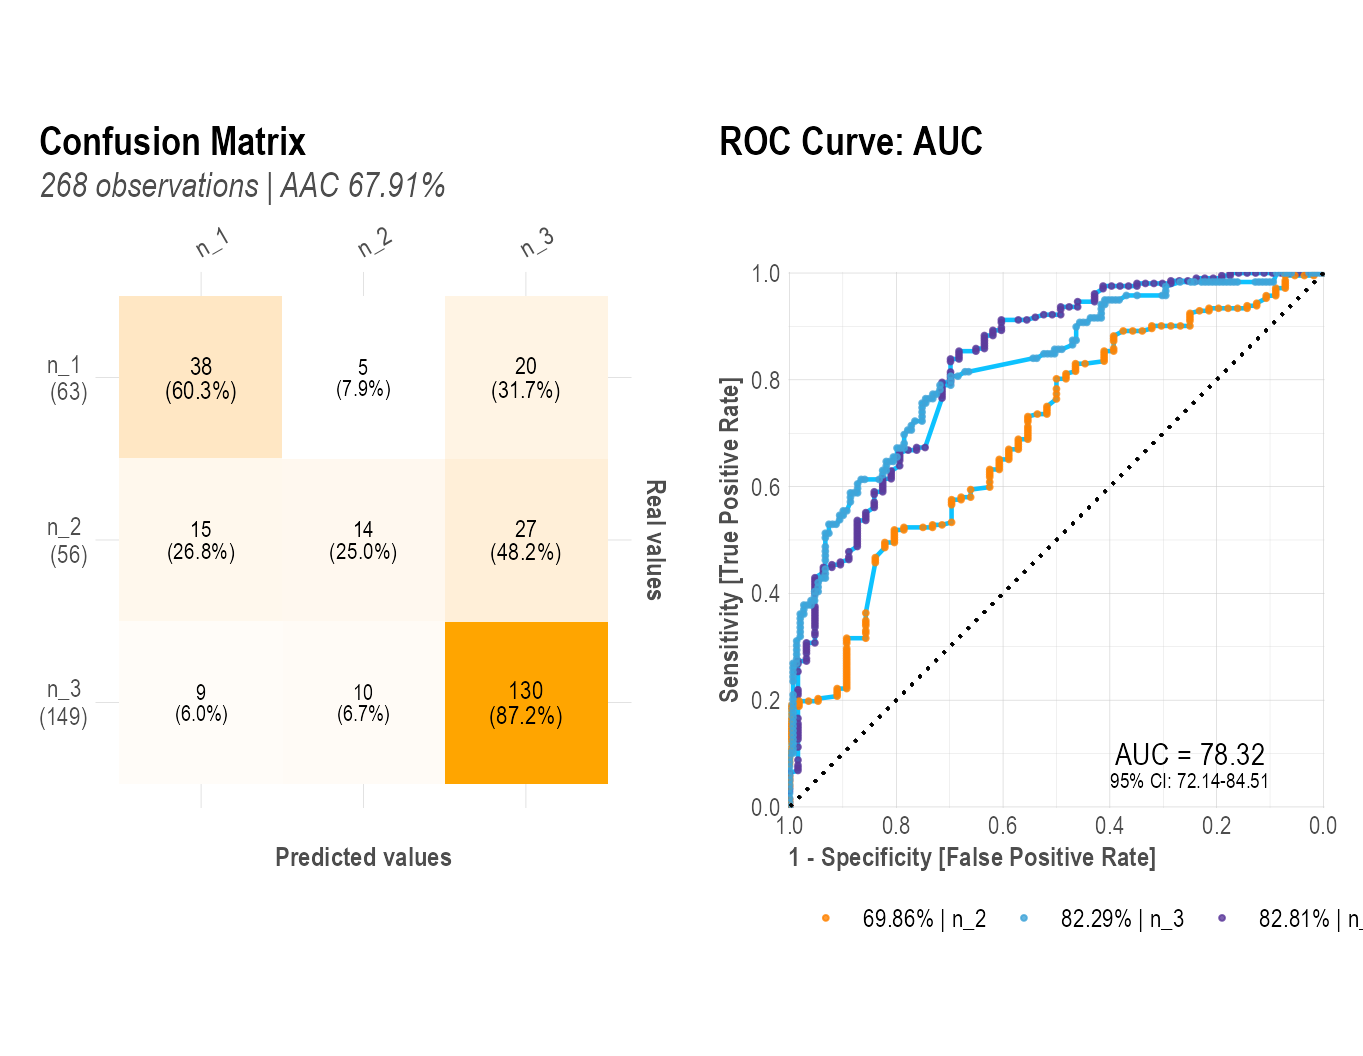 Confusion Matrix
268 observations | AAC 67.91%
n_1
n_2
n_3
n_1
(63)
38
(60.3%)
5
(7.9%)
20
(31.7%)
n_2
(56)
15
(26.8%)
14
(25.0%)
27
(48.2%)
n_3
(149)
9
(6.0%)
10
(6.7%)
130
(87.2%)
Real values
Predicted values
ROC Curve: AUC
Sensitivity [True Positive Rate]
1.0
0.8
0.6
0.4
0.2
0.0
AUC = 78.32
95% CI: 72.14-84.51
1.0
0.8
0.6
0.4
0.2
0.0
1 - Specificity [False Positive Rate]
69.86% | n_2
82.29% | n_3
82.81% | n_